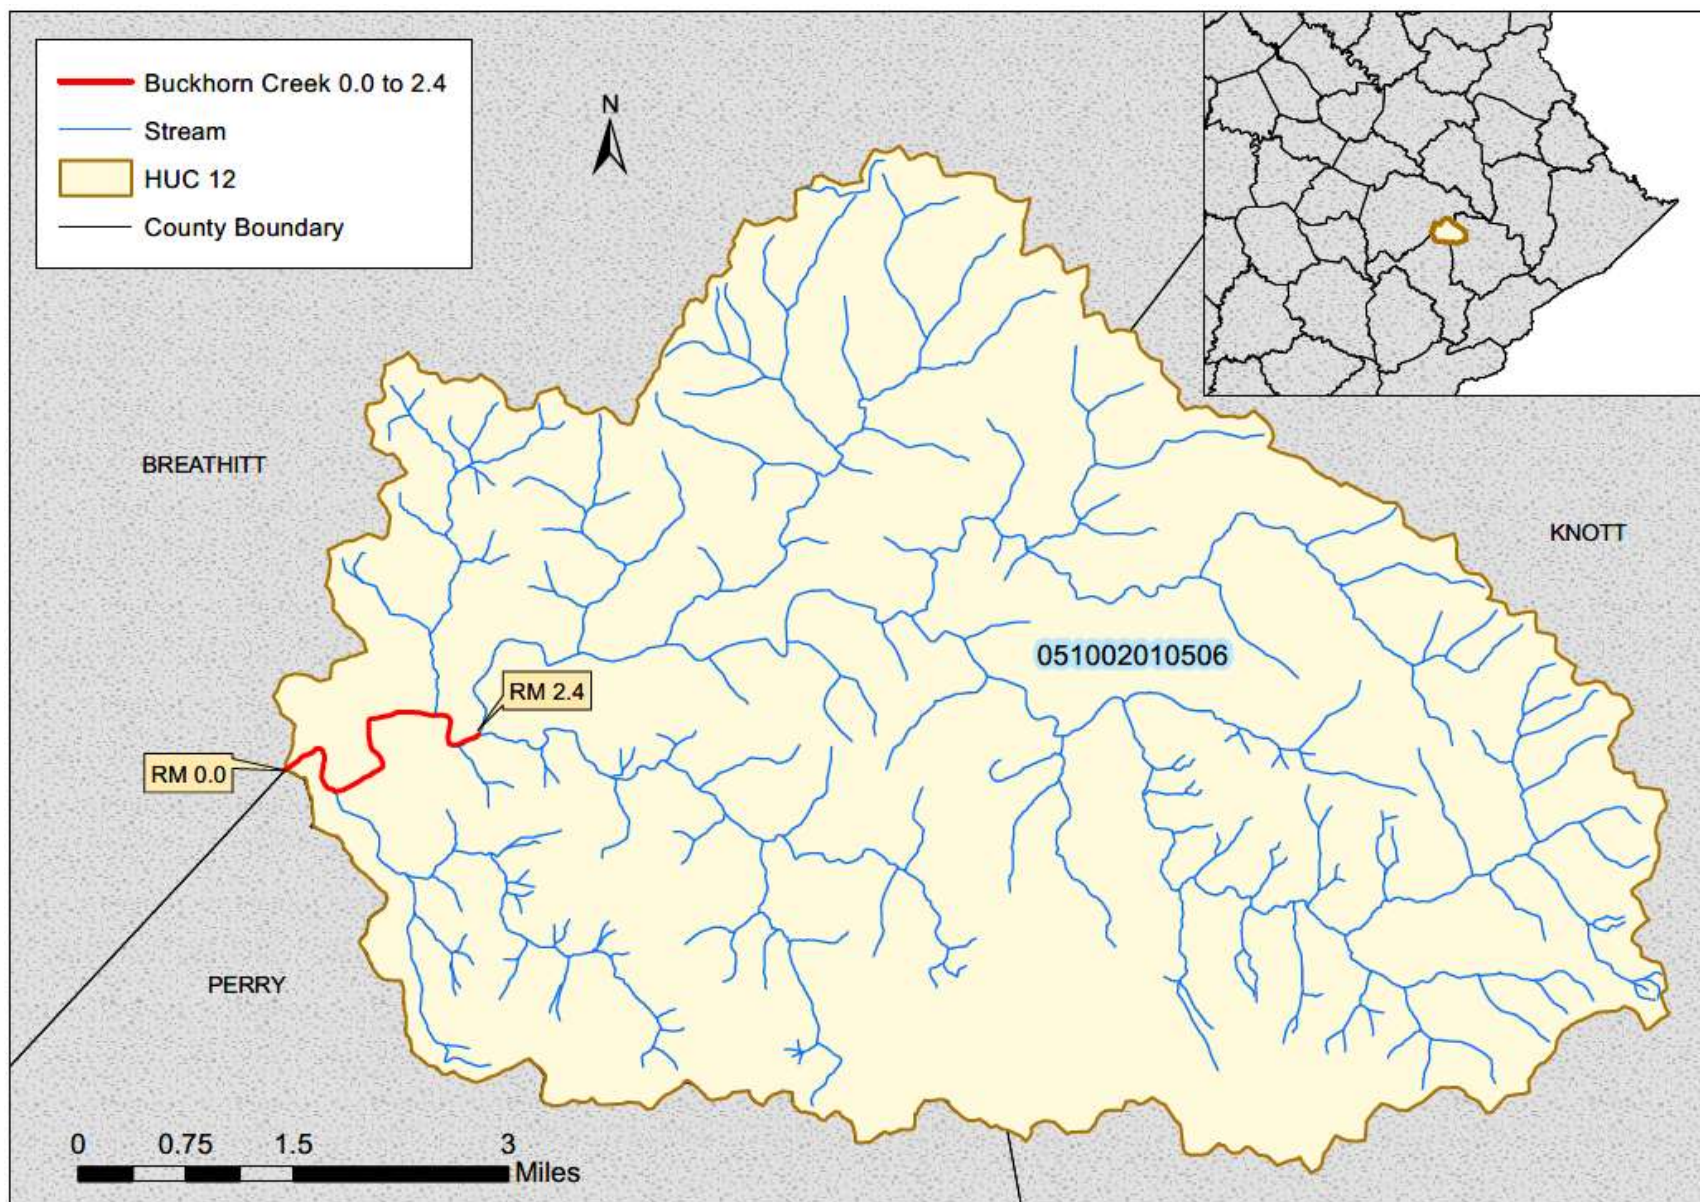 Buckhorn Creek 0.0 to 2.4
Stream
HUC 12
County Boundary
N
BREATHITT
KNOTT
051002010506
RM 2.4
RM 0.0
PERRY
0 0.75 1.5 3
Miles